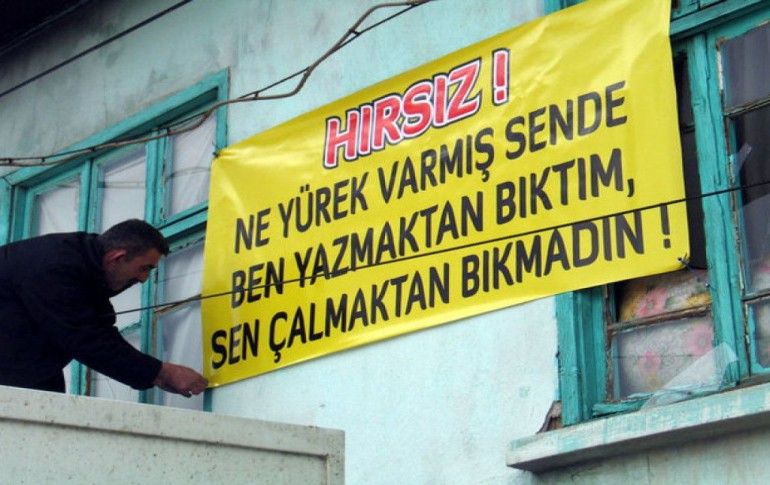 HIRSIZ !
NE YÜREK VARMIŞ SENDE
BEN YAZMAKTAN BIKTIM,
SEN ÇALMAKTAN BIKMADIN !